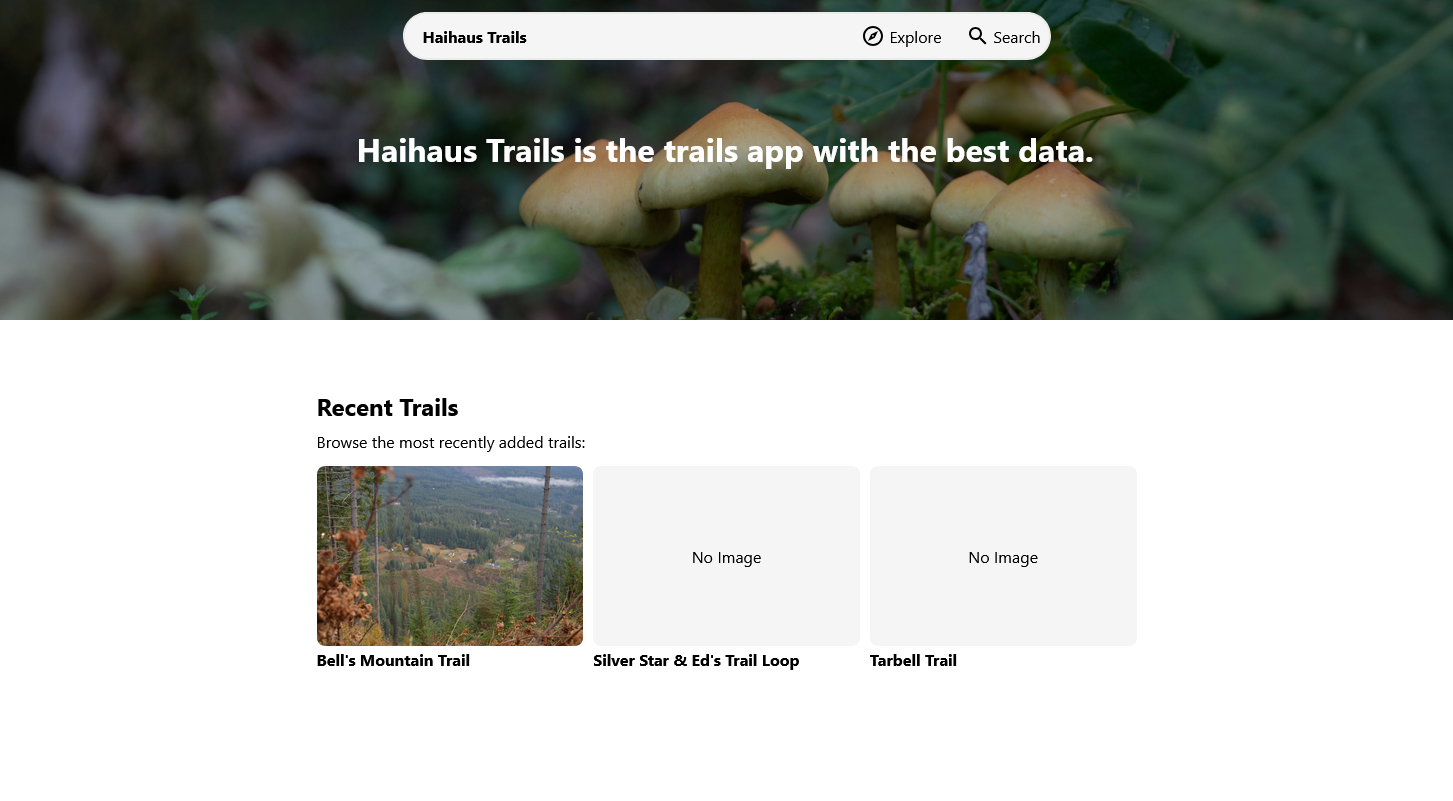 Haihaus Trails
Explore
Search
Haihaus Trails is the trails app with the best data.
Recent Trails
Browse the most recently added trails:
No Image
No Image
Bell's Mountain Trail
Silver Star & Ed's Trail Loop
Tarbell Trail